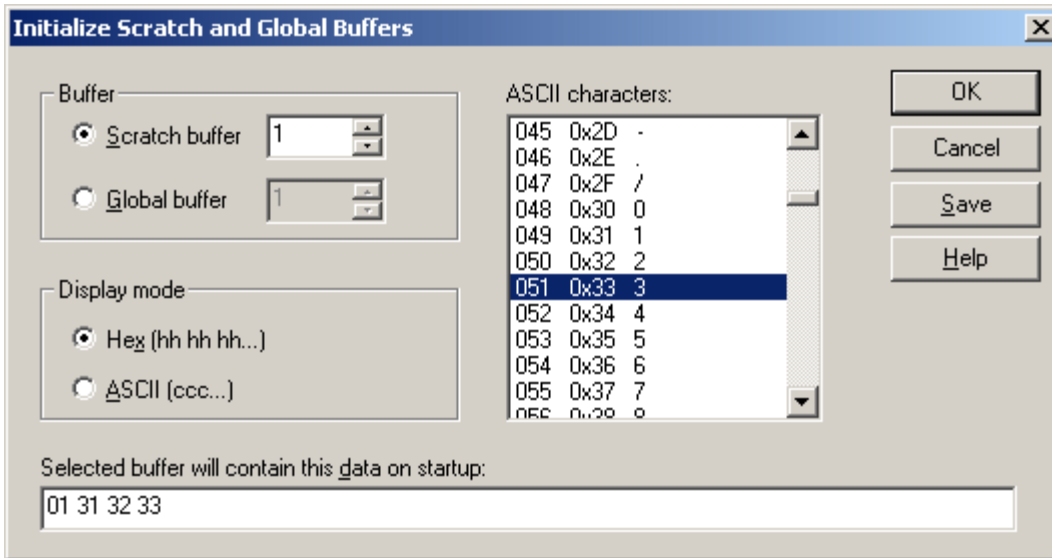 Initialize Scratch and Global Buffers
Buffer
Scratch buffer 1
Global buffer 1
Display mode
Hex (hh hh hh...)
ASCII (ccc...)
ASCII characters:
045 0x2D -
046 0x2E .
047 0x2F /
048 0x30 0
049 0x31 1
050 0x32 2
051 0x33 3
052 0x34 4
053 0x35 5
054 0x36 6
055 0x37 7
056 0x38 8
OK
Cancel
Save
Help
Selected buffer will contain this data on startup:
01 31 32 33